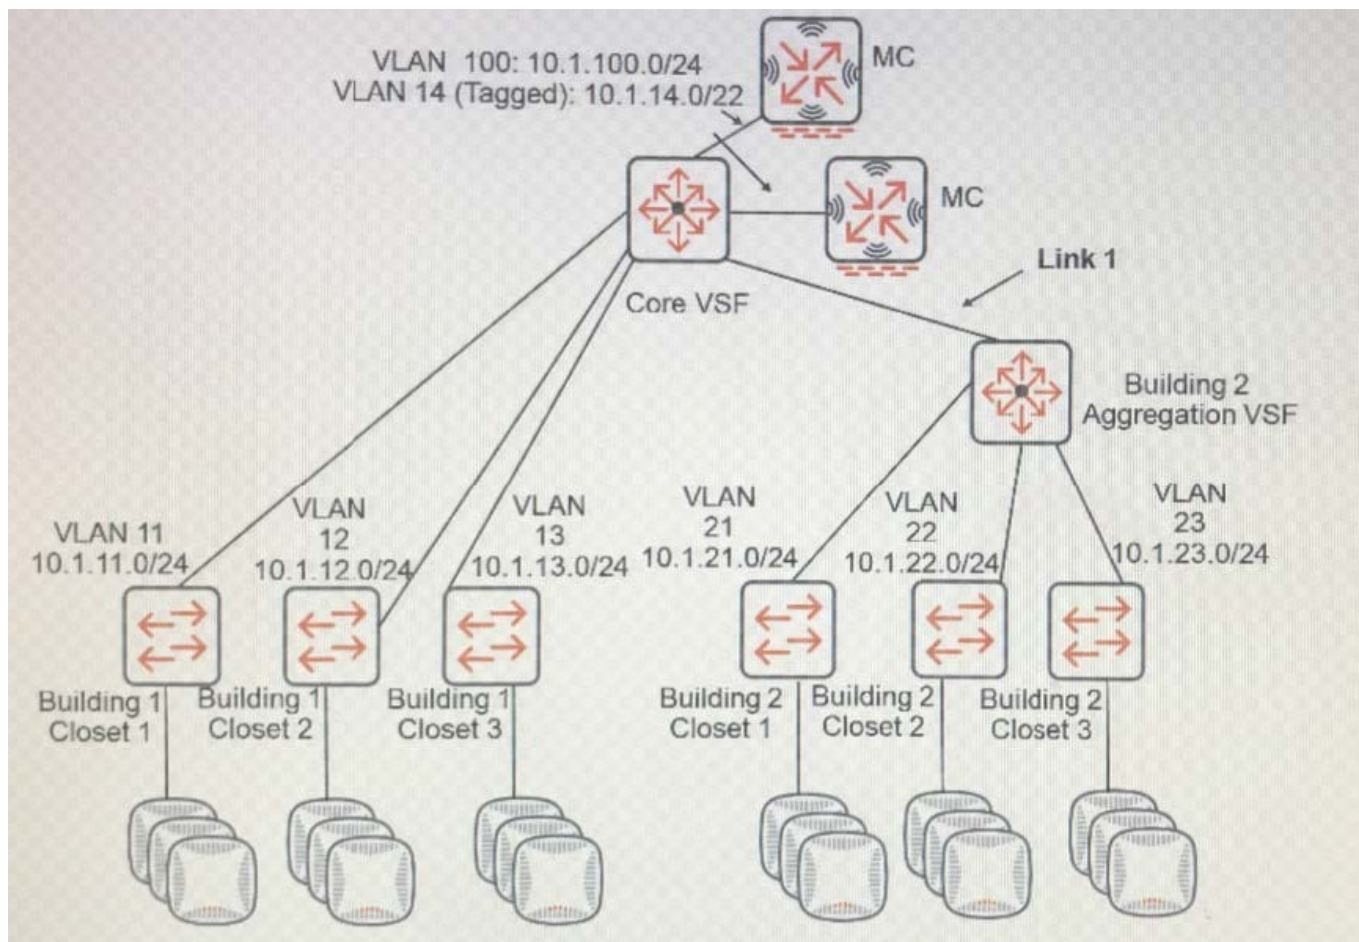 VLAN 100: 10.1.100.0/24
VLAN 14 (Tagged): 10.1.14.0/22
MC
MC
Link 1
Core VSF
Building 2
Aggregation VSF
VLAN 11
10.1.11.0/24
VLAN
12
10.1.12.0/24
VLAN
13
10.1.13.0/24
VLAN
21
10.1.21.0/24
VLAN
22
10.1.22.0/24
VLAN
23
10.1.23.0/24
Building 1
Closet 1
Building 1
Closet 2
Building 1
Closet 3
Building 2
Closet 1
Building 2
Closet 2
Building 2
Closet 3